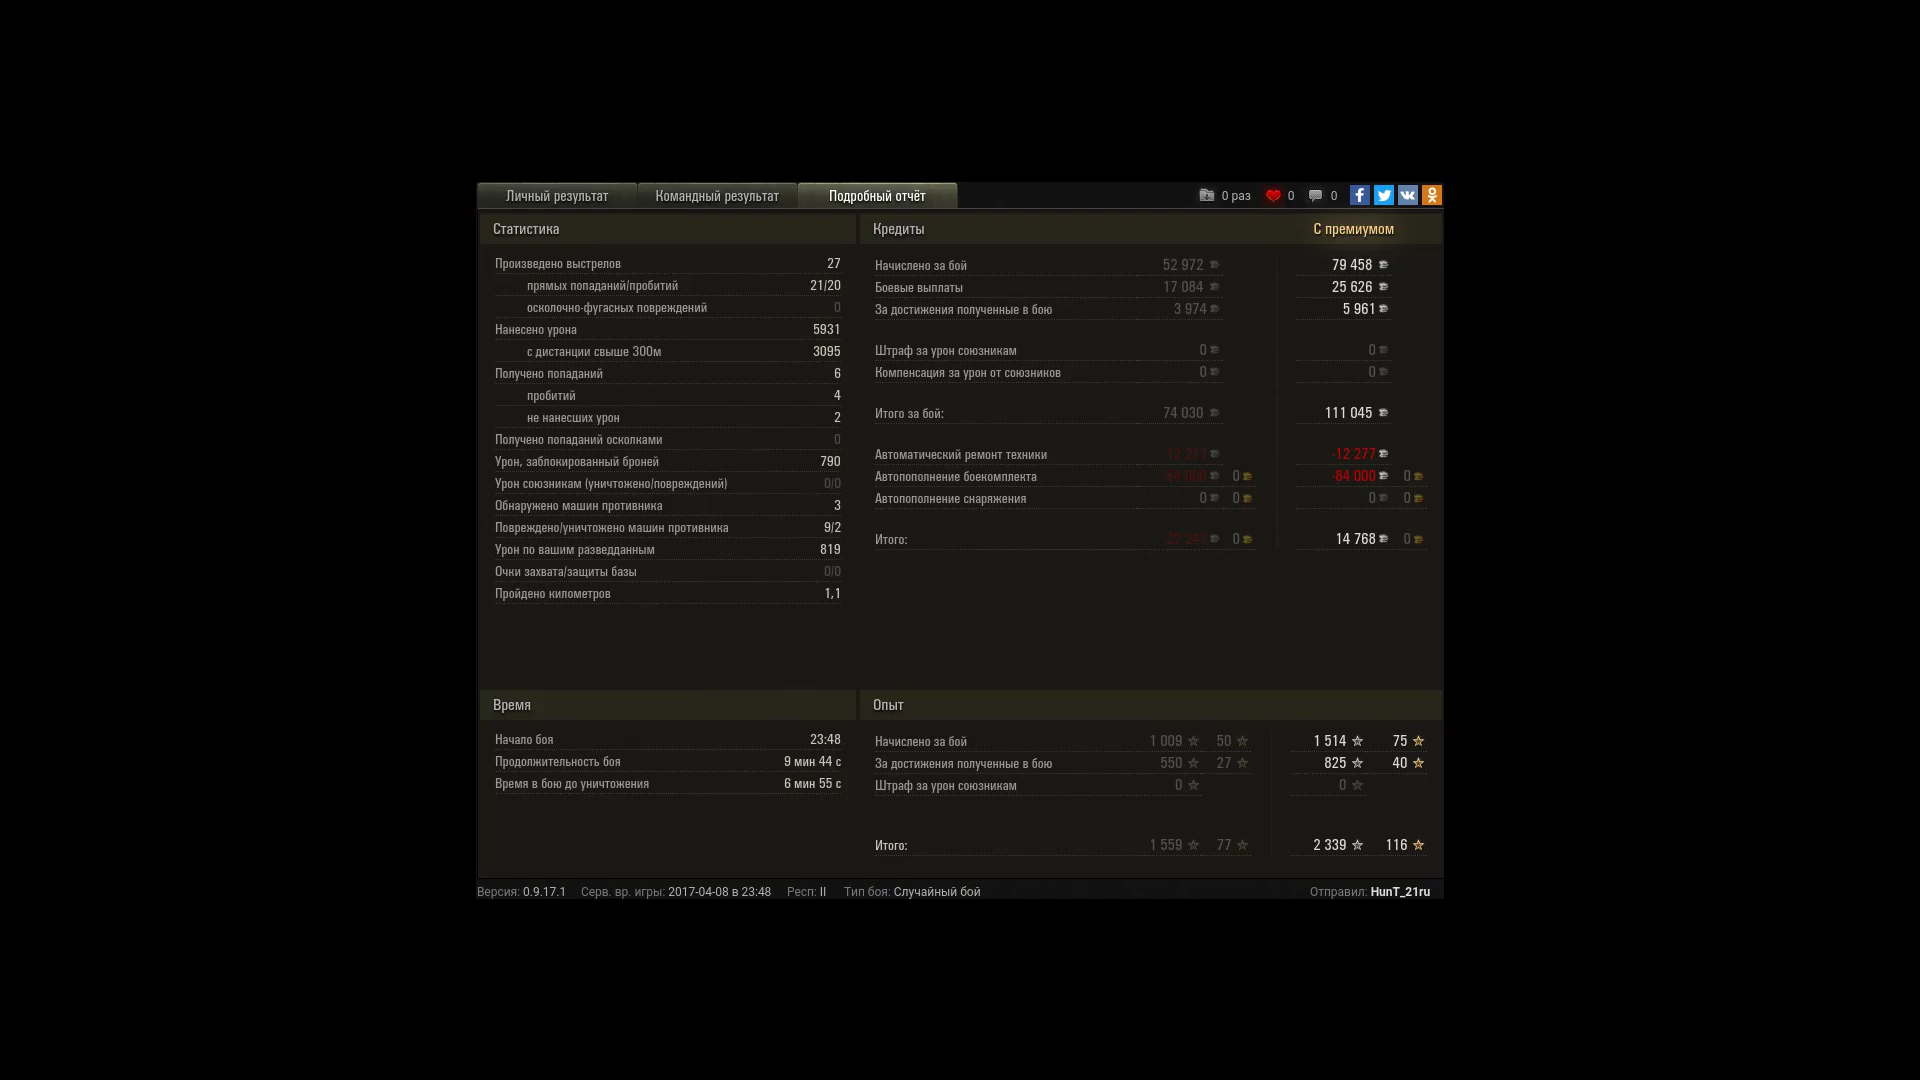 Личный результат Командный результат Подробный отчёт 0 раз 0 0
Статистика
Произведено выстрелов 27
прямых попаданий/пробитий 21/20
осколочно-фугасных повреждений 0
Нанесено урона 5931
с дистанции свыше 300м 3095
Получено попаданий 6
пробитий 4
не нанесших урон 2
Получено попаданий осколками 0
Урон, заблокированный броней 790
Урон союзникам (уничтожено/повреждений) 0/0
Обнаружено машин противника 3
Повреждено/уничтожено машин противника 9/2
Урон по вашим разведданным 819
Очки захвата/защиты базы 0/0
Пройдено километров 1,1
Кредиты С премиумом
Начислено за бой 52 972 79 458
Боевые выплаты 17 084 25 626
За достижения полученные в бою 3 974 5 961
Штраф за урон союзникам 0 0
Компенсация за урон от союзников 0 0
Итого за бой: 74 030 111 045
Автоматический ремонт техники -12 277 -12 277
Автопополнение боекомплекта -84 000 0 -84 000 0
Автопополнение снаряжения 0 0 0 0
Итого: 0 14 768 0
Время
Начало боя 23:48
Продолжительность боя 9 мин 44 с
Время в бою до уничтожения 6 мин 55 с
Опыт
Начислено за бой 1 009 50 1 514 75
За достижения полученные в бою 550 27 825 40
Штраф за урон союзникам 0 0
Итого: 1 559 77 2 339 116
Версия: 0.9.17.1 Серв. вр. игры: 2017-04-08 в 23:48 Респ: II Тип боя: Случайный бой Отправил: HunT_21ru